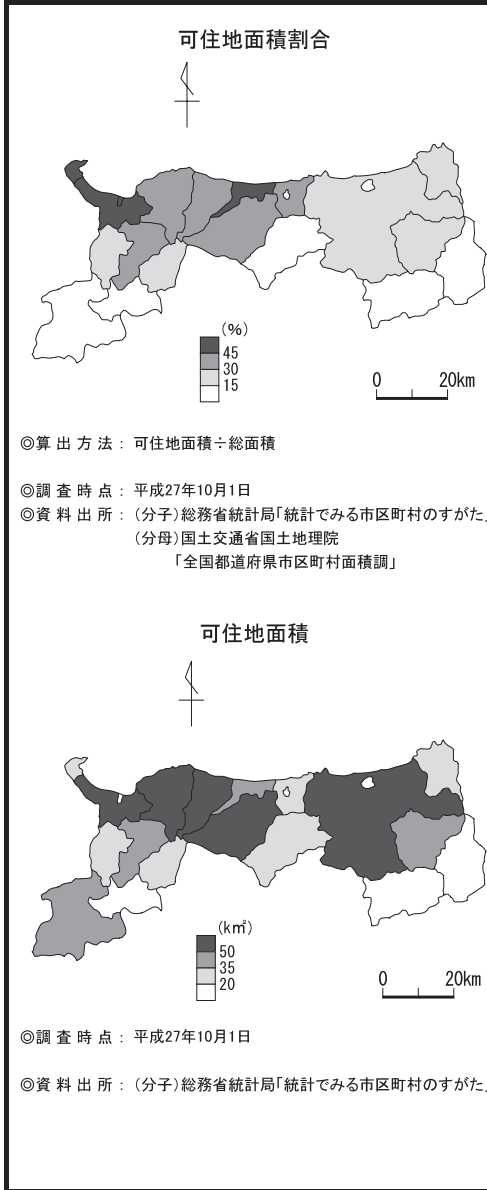 可住地面積割合
(%)
45
30
15
0 20km
◎算出方法：可住地面積÷総面積
◎調査時点：平成27年10月1日
◎資料出所：(分子)総務省統計局「統計でみる市区町村のすがた」
(分母)国土交通省国土地理院
「全国都道府県市区町村面積調」
可住地面積
(k㎡)
50
35
20
0 20km
◎調査時点：平成27年10月1日
◎資料出所：(分子)総務省統計局「統計でみる市区町村のすがた」